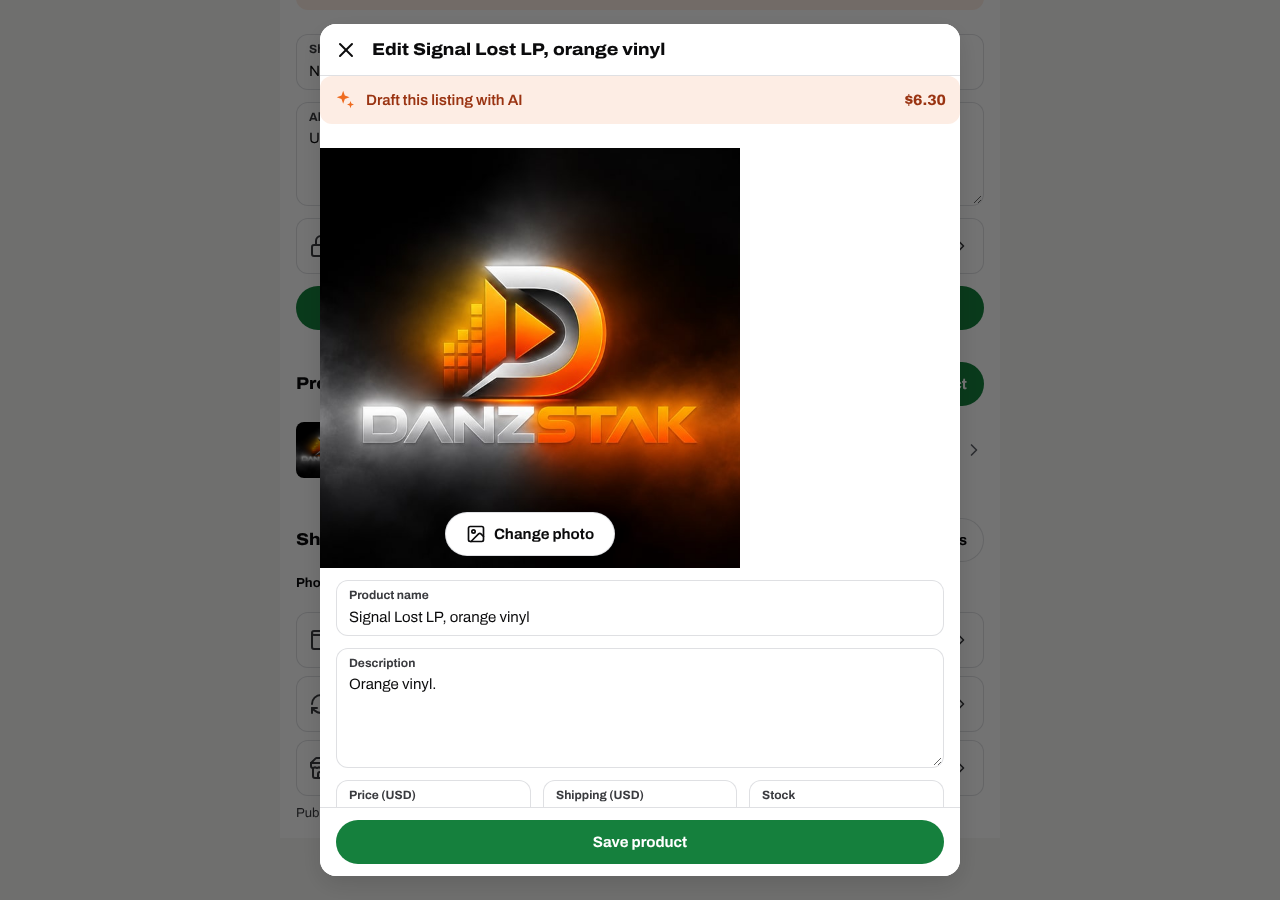 Edit Signal Lost LP, orange vinyl
Draft this listing with AI
$6.30
DANZSTAK
Change photo
Product name
Signal Lost LP, orange vinyl
Description
Orange vinyl.
Price (USD)
Shipping (USD)
Stock
Save product